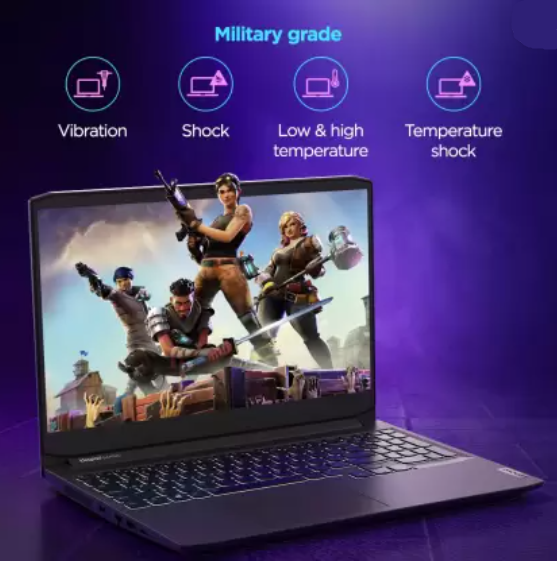 Military grade
Vibration
Shock
Low & high
temperature
Temperature
shock